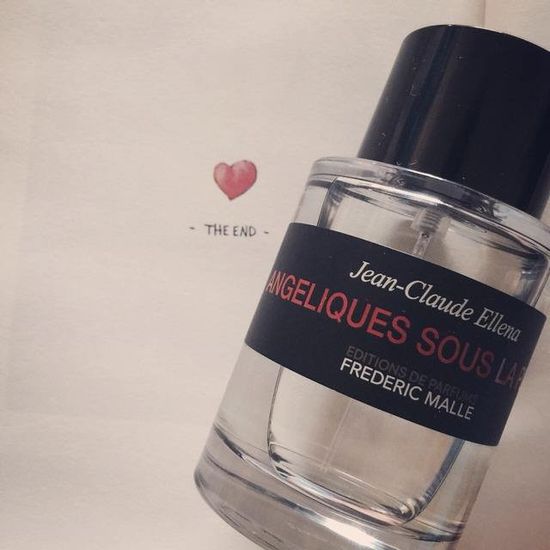 - THE END -
Jean-Claude Ellena
ANGELIQUES SOUS LA
EDITIONS DE PARFUMS
FREDERIC MALLE